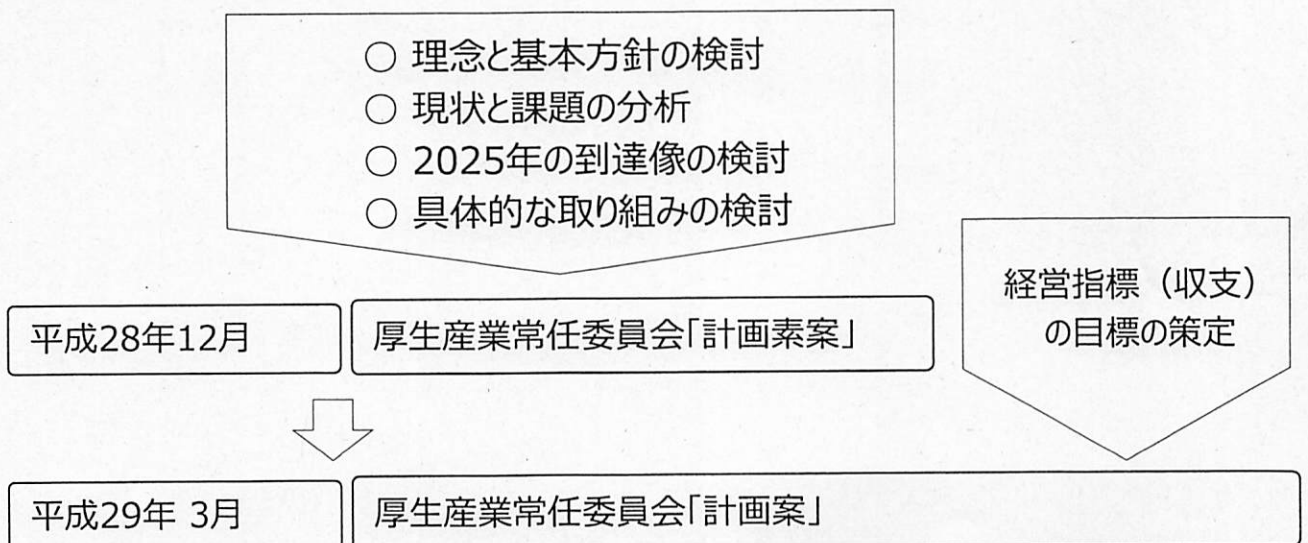 ○ 理念と基本方針の検討
○ 現状と課題の分析
○ 2025年の到達像の検討
○ 具体的な取り組みの検討
経営指標（収支）
の目標の策定
平成28年12月
厚生産業常任委員会「計画素案」
平成29年 3月
厚生産業常任委員会「計画案」